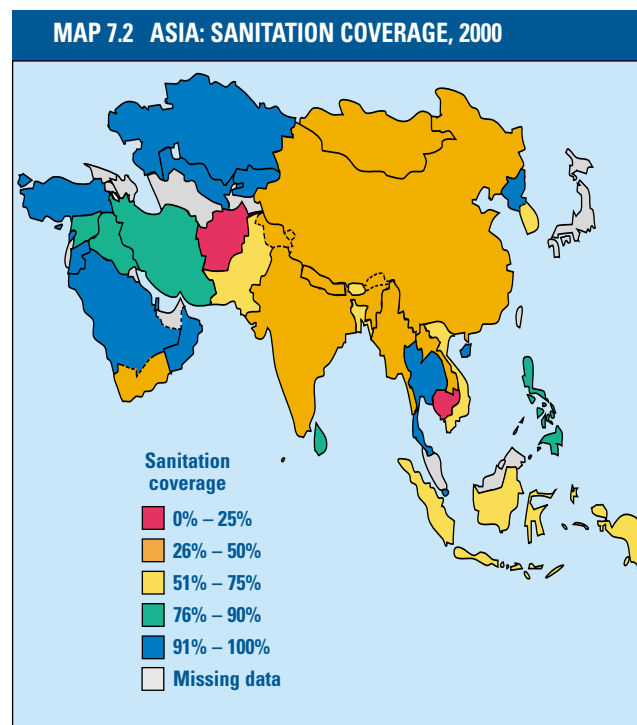 MAP 7.2 ASIA: SANITATION COVERAGE, 2000
Sanitation
coverage
0% – 25%
26% – 50%
51% – 75%
76% – 90%
91% – 100%
Missing data